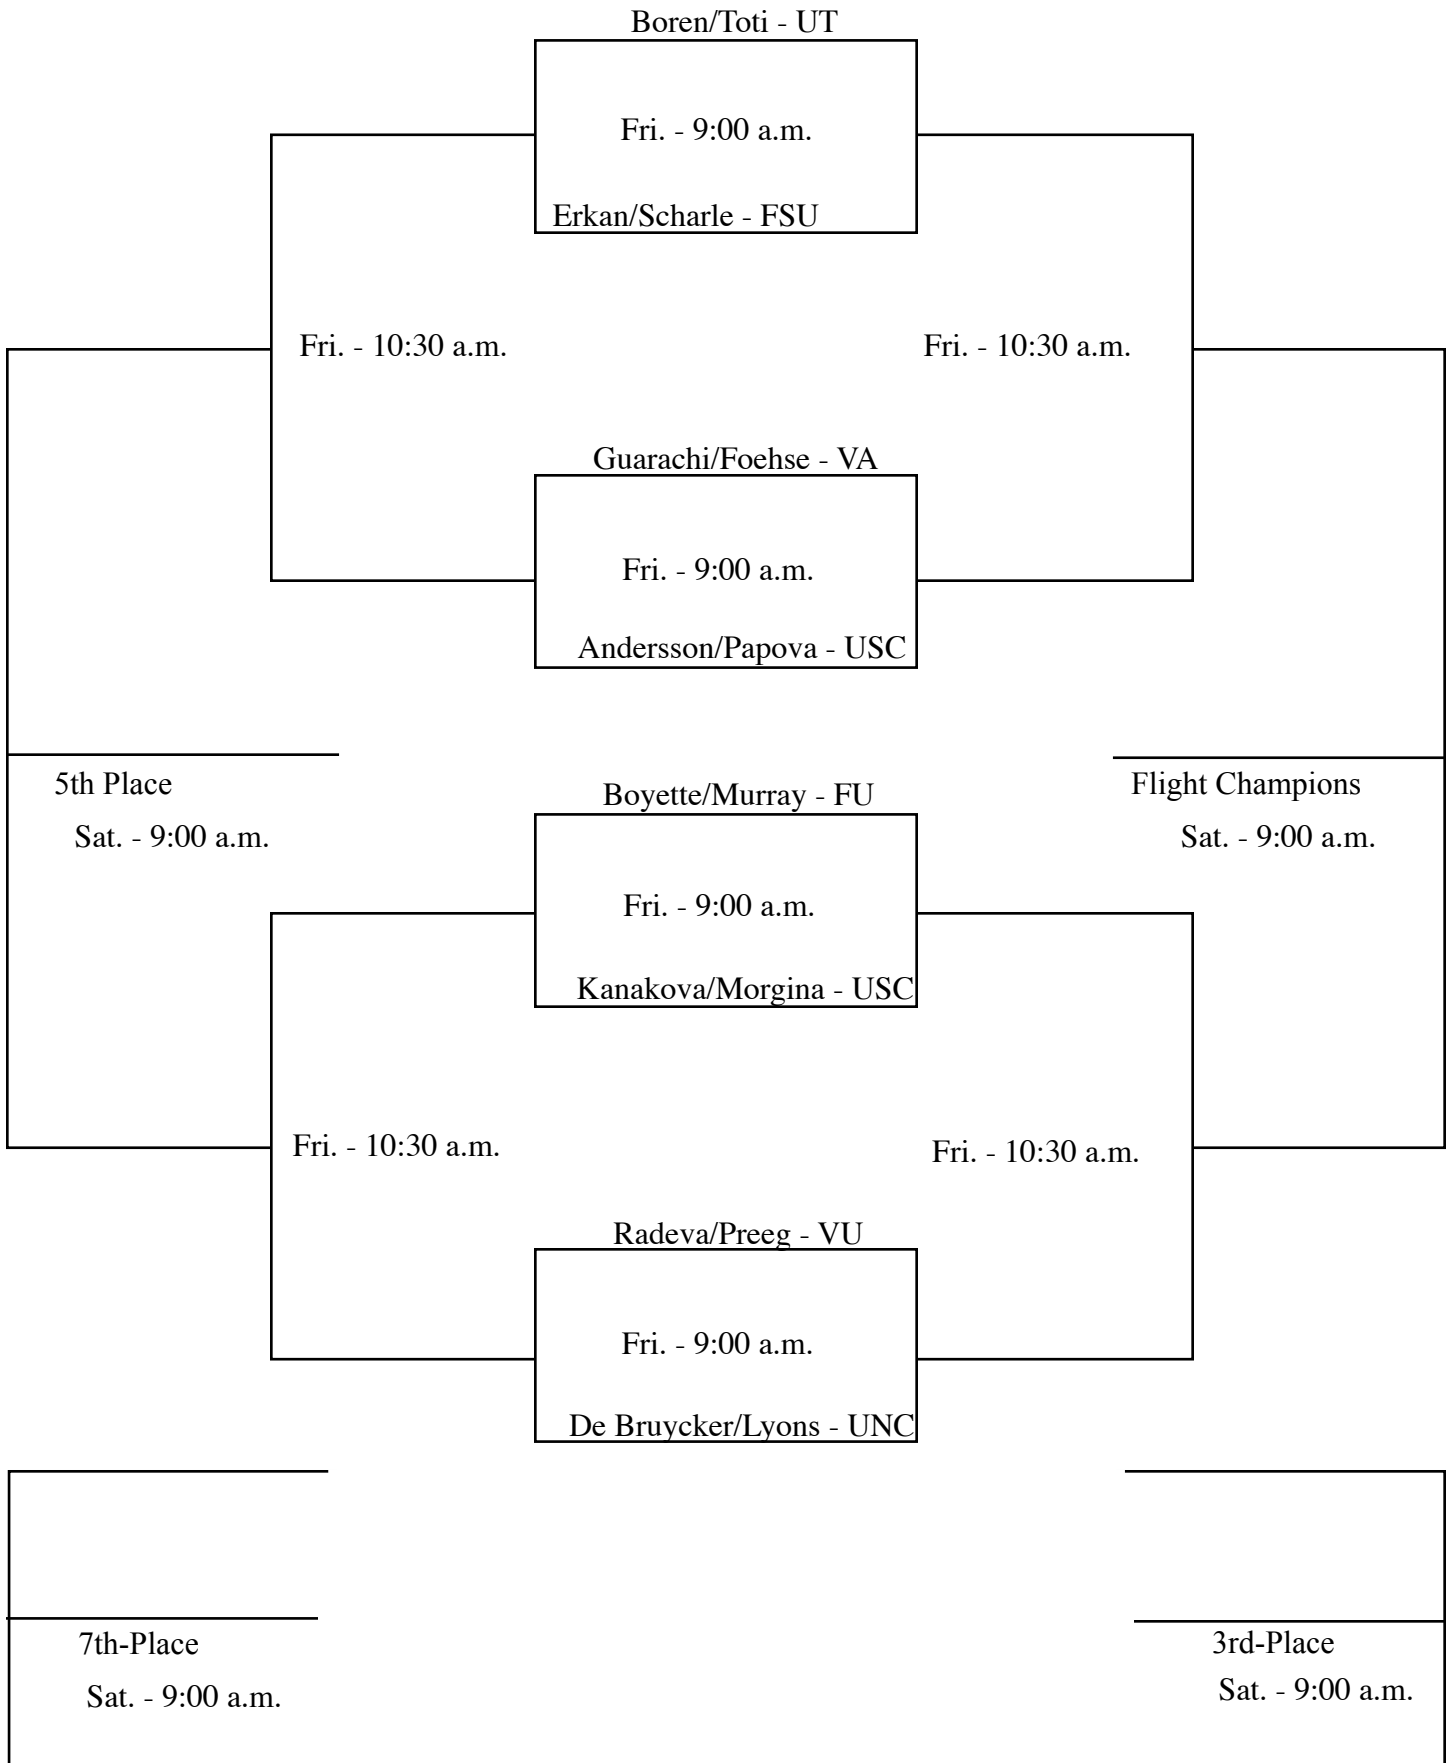 Boren/Toti - UT
Fri. - 9:00 a.m.
Erkan/Scharle - FSU
Fri. - 10:30 a.m.
Fri. - 10:30 a.m.
Guarachi/Foehse - VA
Fri. - 9:00 a.m.
Andersson/Papova - USC
5th Place
Sat. - 9:00 a.m.
Flight Champions
Sat. - 9:00 a.m.
Boyette/Murray - FU
Fri. - 9:00 a.m.
Kanakova/Morgina - USC
Fri. - 10:30 a.m.
Fri. - 10:30 a.m.
Radeva/Preeg - VU
Fri. - 9:00 a.m.
De Bruycker/Lyons - UNC
7th-Place
Sat. - 9:00 a.m.
3rd-Place
Sat. - 9:00 a.m.